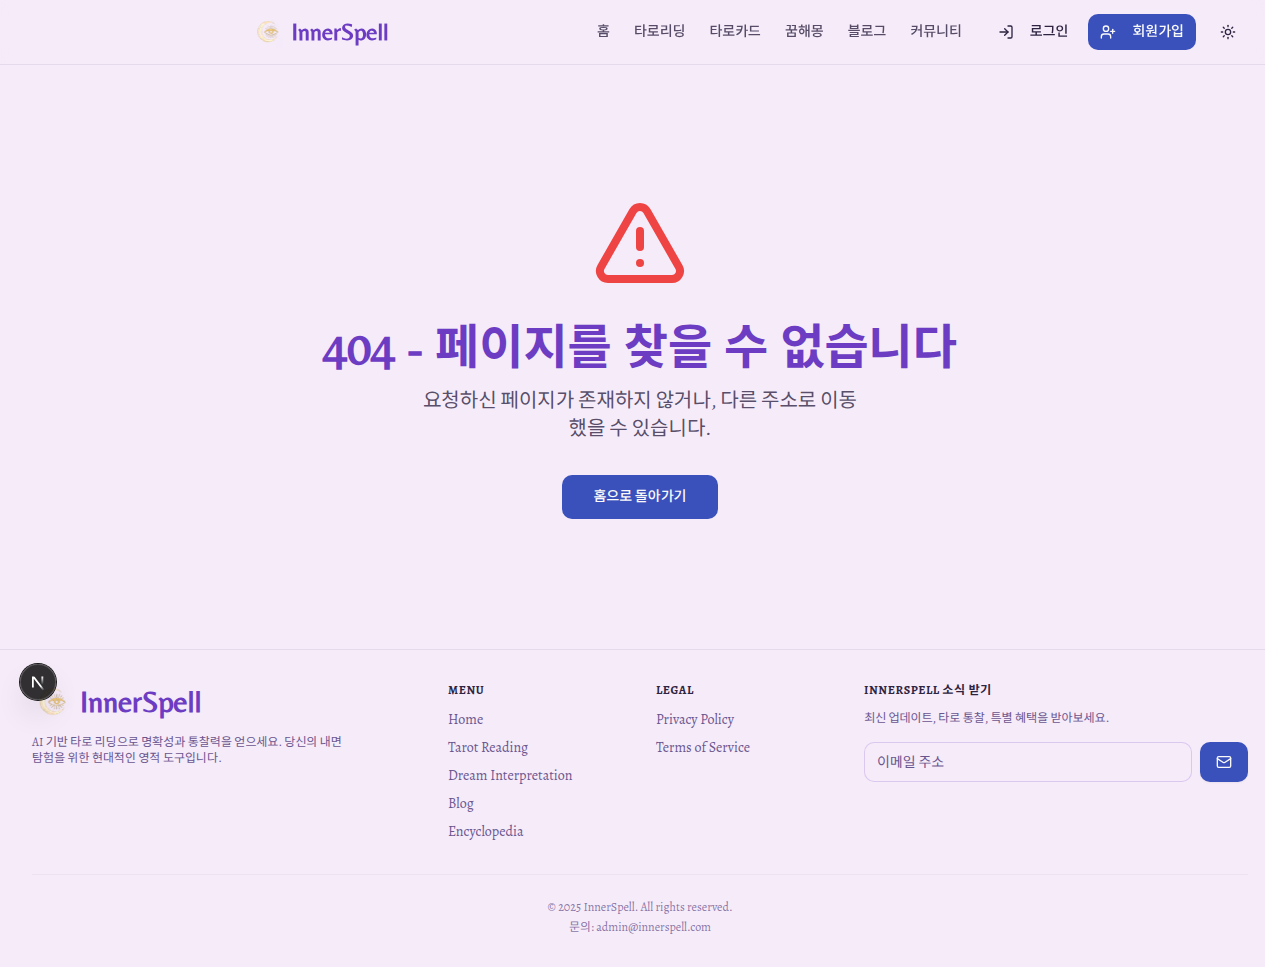 InnerSpell
홈 타로리딩 타로카드 꿈해몽 블로그 커뮤니티 로그인 회원가입
404 - 페이지를 찾을 수 없습니다
요청하신 페이지가 존재하지 않거나, 다른 주소로 이동
했을 수 있습니다.
홈으로 돌아가기
N
InnerSpell
AI 기반 타로 리딩으로 명확성과 통찰력을 얻으세요. 당신의 내면
탐험을 위한 현대적인 영적 도구입니다.
MENU
Home
Tarot Reading
Dream Interpretation
Blog
Encyclopedia
LEGAL
Privacy Policy
Terms of Service
INNERSPELL 소식 받기
최신 업데이트, 타로 통찰, 특별 혜택을 받아보세요.
이메일 주소
© 2025 InnerSpell. All rights reserved.
문의: admin@innerspell.com